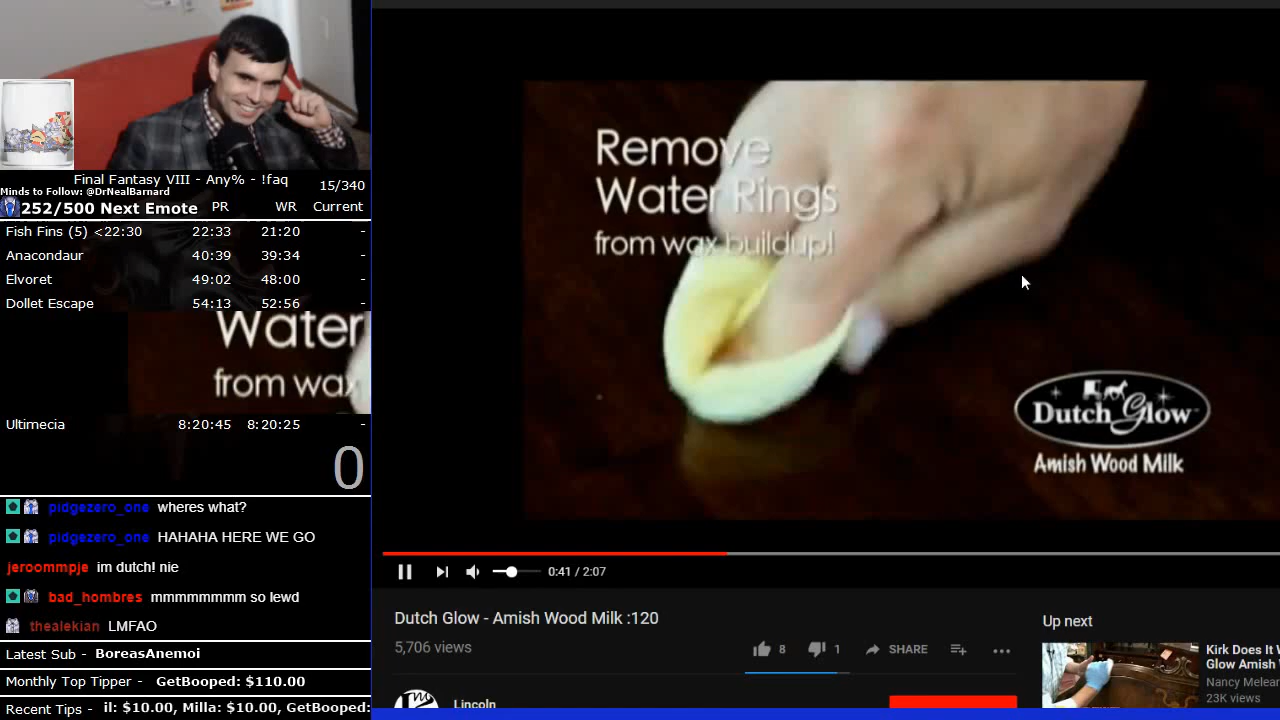 Final Fantasy VIII - Any% - !faq
15/340
Minds to Follow: @DrNealBarnard
252/500 Next Emote PR WR Current
Fish Fins (5) <22:30 22:33 21:20 -
Anacondaur 40:39 39:34 -
Elvoret 49:02 48:00 -
Dollet Escape 54:13 52:56 -
Water
from wax
Ultimecia 8:20:45 8:20:25 -
0
pidgezero_one wheres what?
pidgezero_one HAHAHA HERE WE GO
jeroommpje im dutch! nie
bad_hombres mmmmmmmm so lewd
thealekian LMFAO
Latest Sub - BoreasAnemoi
Monthly Top Tipper - GetBooped: $110.00
Recent Tips - il: $10.00, Milla: $10.00, GetBooped:
Remove
Water Rings
from wax buildup!
Dutch Glow
Amish Wood Milk
0:41 / 2:07
Dutch Glow - Amish Wood Milk :120
5,706 views
8 1 SHARE
Lincoln
Up next
Kirk Does It W
Glow Amish
Nancy Melear
23K views